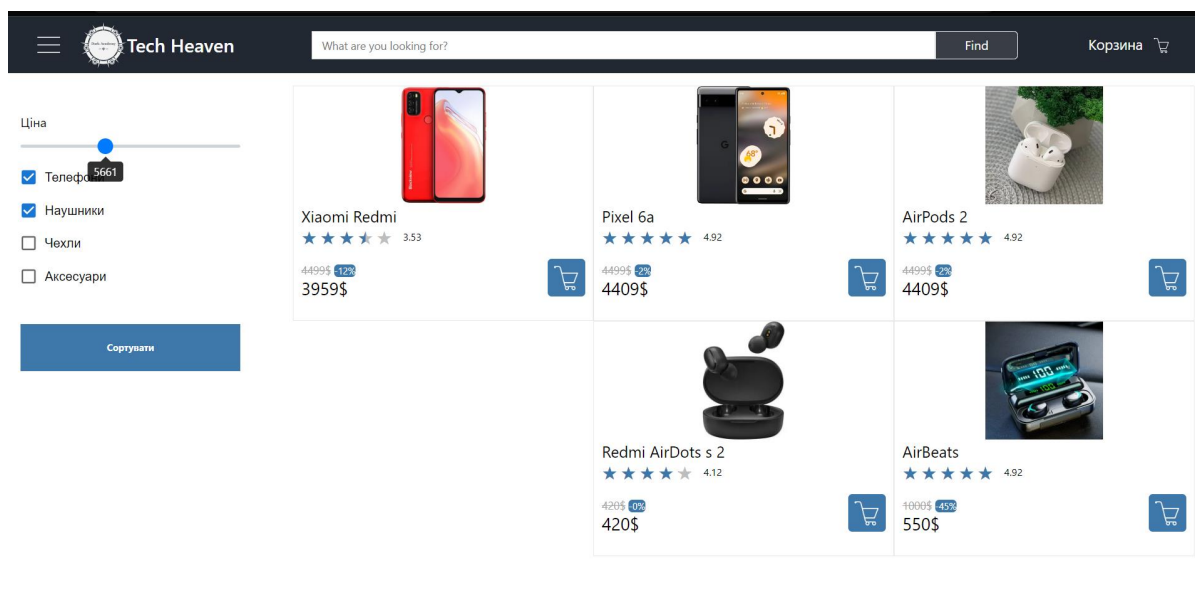 Tech Heaven
What are you looking for?
Find
Корзина
Ціна
5661
Телефони
Наушники
Чехли
Аксесуари
Сортувати
Xiaomi Redmi
3.53
4499$ -12%
3959$
Pixel 6a
4.92
4499$ -2%
4409$
AirPods 2
4.92
4499$ -2%
4409$
Redmi AirDots s 2
4.12
420$ -0%
420$
AirBeats
4.92
1000$ -45%
550$